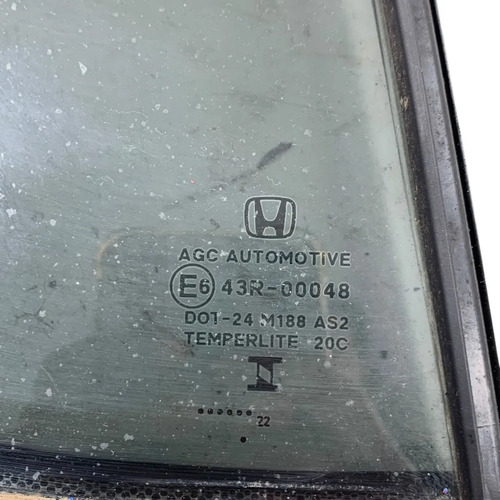 AGC AUTOMOTIVE
E6 43R-00048
DOT-24 M188 AS2
TEMPERLITE 20C
22